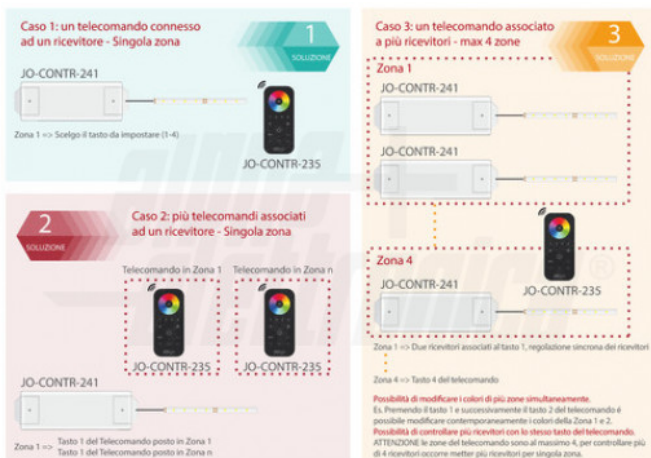 Caso 1: un telecomando connesso
ad un ricevitore - Singola zona
1
SOLUZIONE
JO-CONTR-241
Zona 1 => Scelgo il tasto da impostare (1-4)
JO-CONTR-235
2
SOLUZIONE
Caso 2: più telecomandi associati
ad un ricevitore - Singola zona
Telecomando in Zona 1
Telecomando in Zona n
JO-CONTR-235
JO-CONTR-235
JO-CONTR-241
Zona 1 =>
Tasto 1 del Telecomando posto in Zona 1
Tasto 1 del Telecomando posto in Zona n
Caso 3: un telecomando associato
a più ricevitori - max 4 zone
3
SOLUZIONE
Zona 1
JO-CONTR-241
JO-CONTR-241
Zona 4
JO-CONTR-241
JO-CONTR-235
Zona 1 => Due ricevitori associati al tasto 1, regolazione sincrona dei ricevitori
Zona 4 => Tasto 4 del telecomando
Possibilità di modificare i colori di più zone simultaneamente.
Es. Premendo il tasto 1 e successivamente il tasto 2 del telecomando é
possibile modificare contemporaneamente i colori della Zona 1 e 2.
Possibilità di controllare più ricevitori con lo stesso tasto del telecomando.
ATTENZIONE le zone del telecomando sono al massimo 4, per controllare più
di 4 ricevitori occorre metter più ricevitori per singola zona.